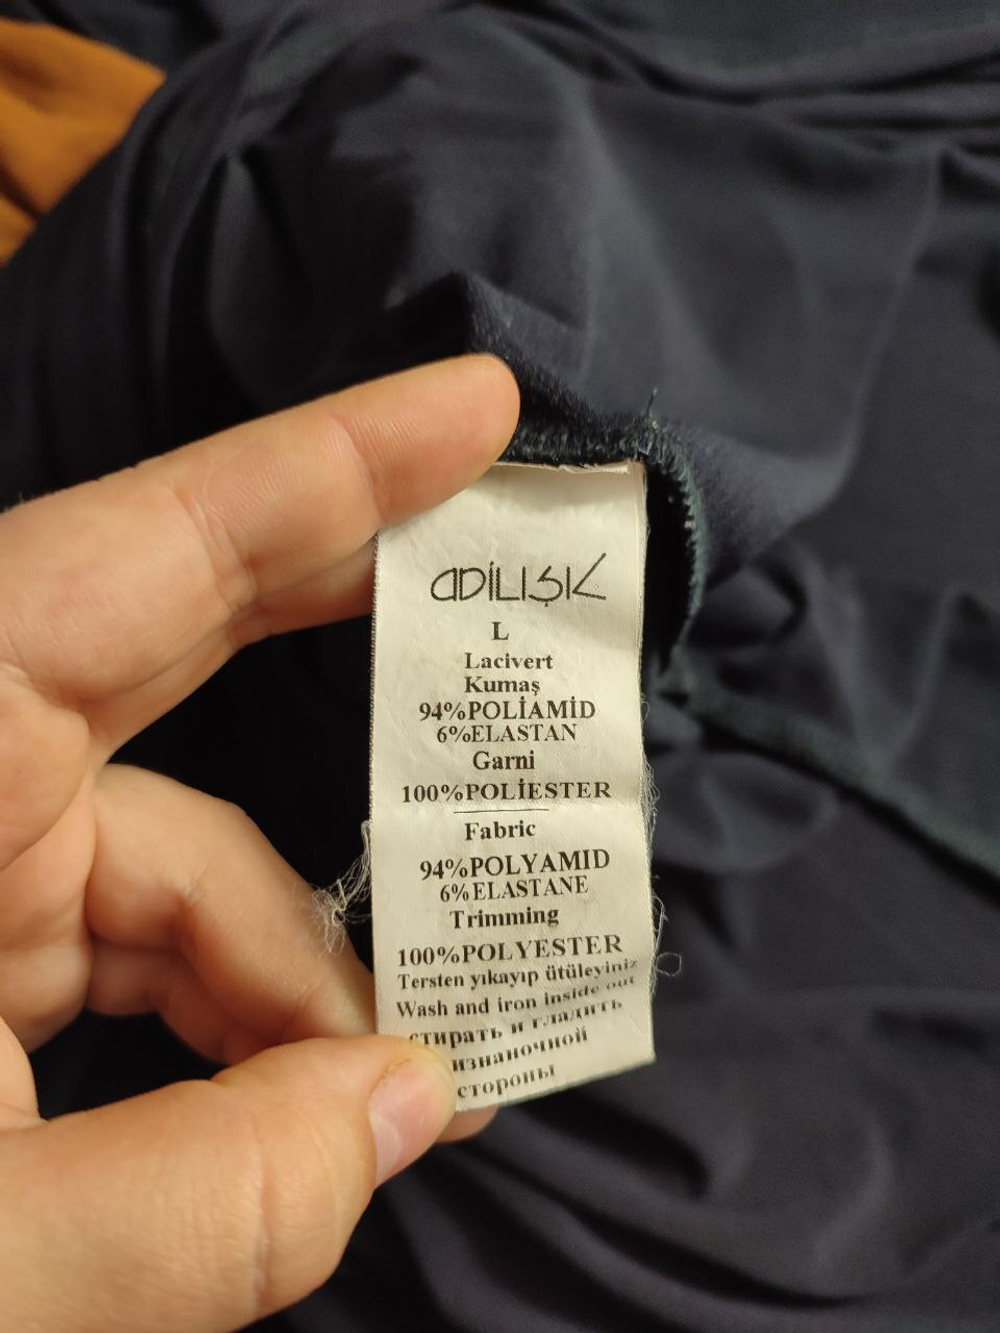 ADİLIŞIK
L
Lacivert
Kumaş
94%POLİAMİD
6%ELASTAN
Garni
100%POLİESTER
Fabric
94%POLYAMID
6%ELASTANE
Trimming
100%POLYESTER
Tersten yıkayıp ütüleyiniz
Wash and iron inside out
стирать и гладить
изнаночной
стороны